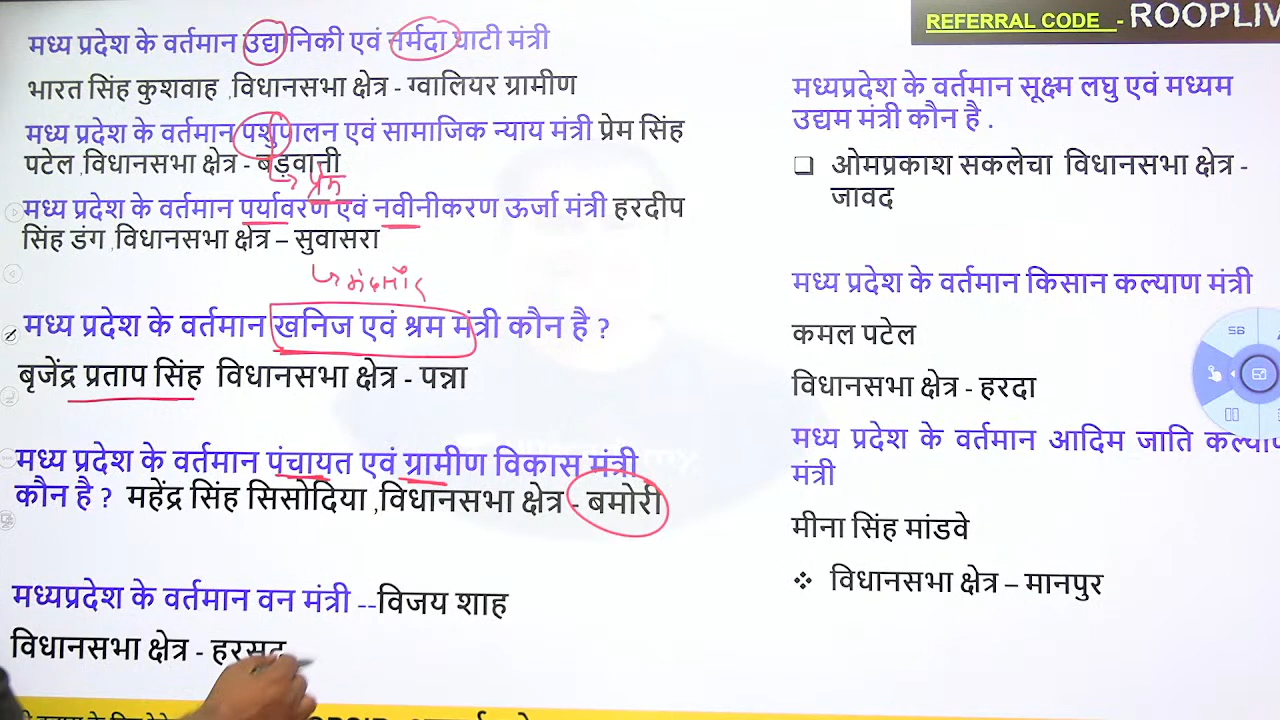 REFERRAL CODE - ROOPLIV
मध्य प्रदेश के वर्तमान उद्यानिकी एवं नर्मदा घाटी मंत्री
भारत सिंह कुशवाह ,विधानसभा क्षेत्र - ग्वालियर ग्रामीण
मध्य प्रदेश के वर्तमान पशुपालन एवं सामाजिक न्याय मंत्री प्रेम सिंह
पटेल ,विधानसभा क्षेत्र - बड़वानी
प्रेम
मध्य प्रदेश के वर्तमान पर्यावरण एवं नवीनीकरण ऊर्जा मंत्री हरदीप
सिंह डंग ,विधानसभा क्षेत्र – सुवासरा
मंदसौर
मध्य प्रदेश के वर्तमान खनिज एवं श्रम मंत्री कौन है ?
बृजेंद्र प्रताप सिंह विधानसभा क्षेत्र - पन्ना
मध्य प्रदेश के वर्तमान पंचायत एवं ग्रामीण विकास मंत्री
कौन है ? महेंद्र सिंह सिसोदिया ,विधानसभा क्षेत्र - बमोरी
मध्यप्रदेश के वर्तमान वन मंत्री --विजय शाह
विधानसभा क्षेत्र - हरसूद
मध्यप्रदेश के वर्तमान सूक्ष्म लघु एवं मध्यम
उद्यम मंत्री कौन है .
❑ ओमप्रकाश सकलेचा विधानसभा क्षेत्र -
जावद
मध्य प्रदेश के वर्तमान किसान कल्याण मंत्री
कमल पटेल
विधानसभा क्षेत्र - हरदा
मध्य प्रदेश के वर्तमान आदिम जाति कल्याण
मंत्री
मीना सिंह मांडवे
❖ विधानसभा क्षेत्र – मानपुर